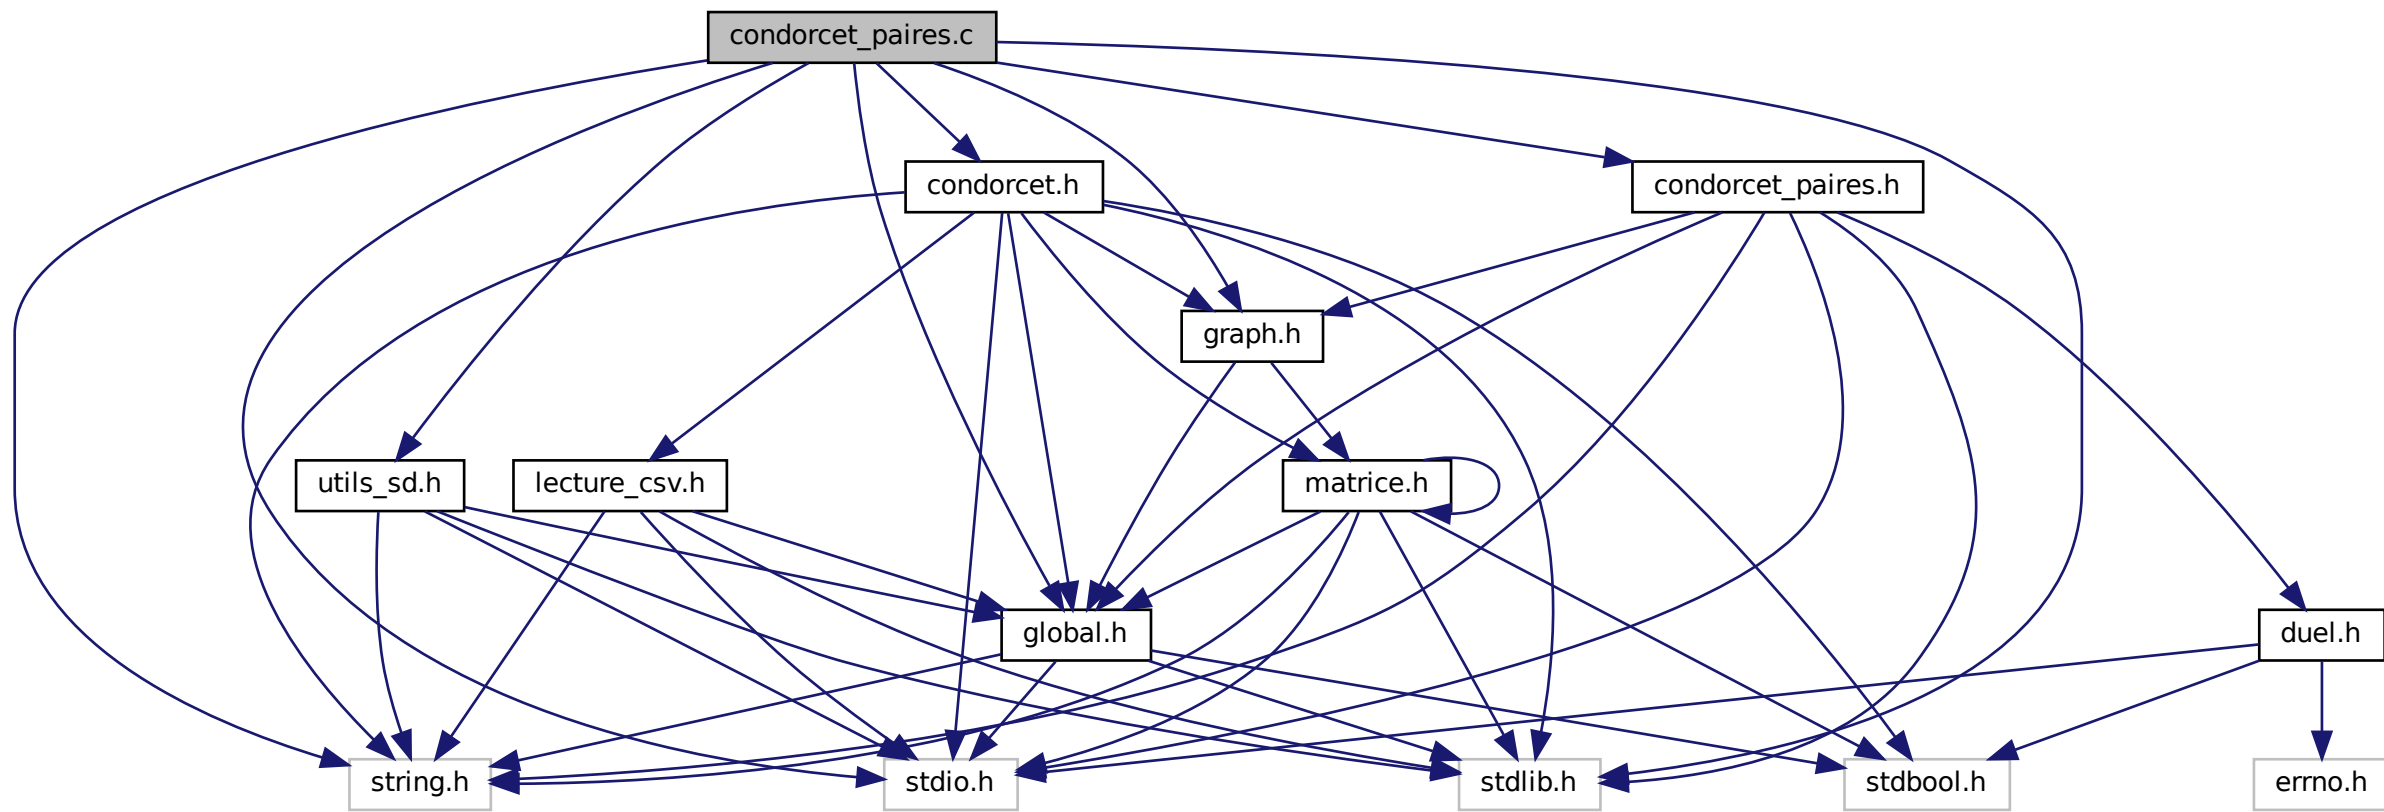 condorcet_paires.c
condorcet.h
condorcet_paires.h
graph.h
utils_sd.h
lecture_csv.h
matrice.h
global.h
duel.h
string.h
stdio.h
stdlib.h
stdbool.h
errno.h